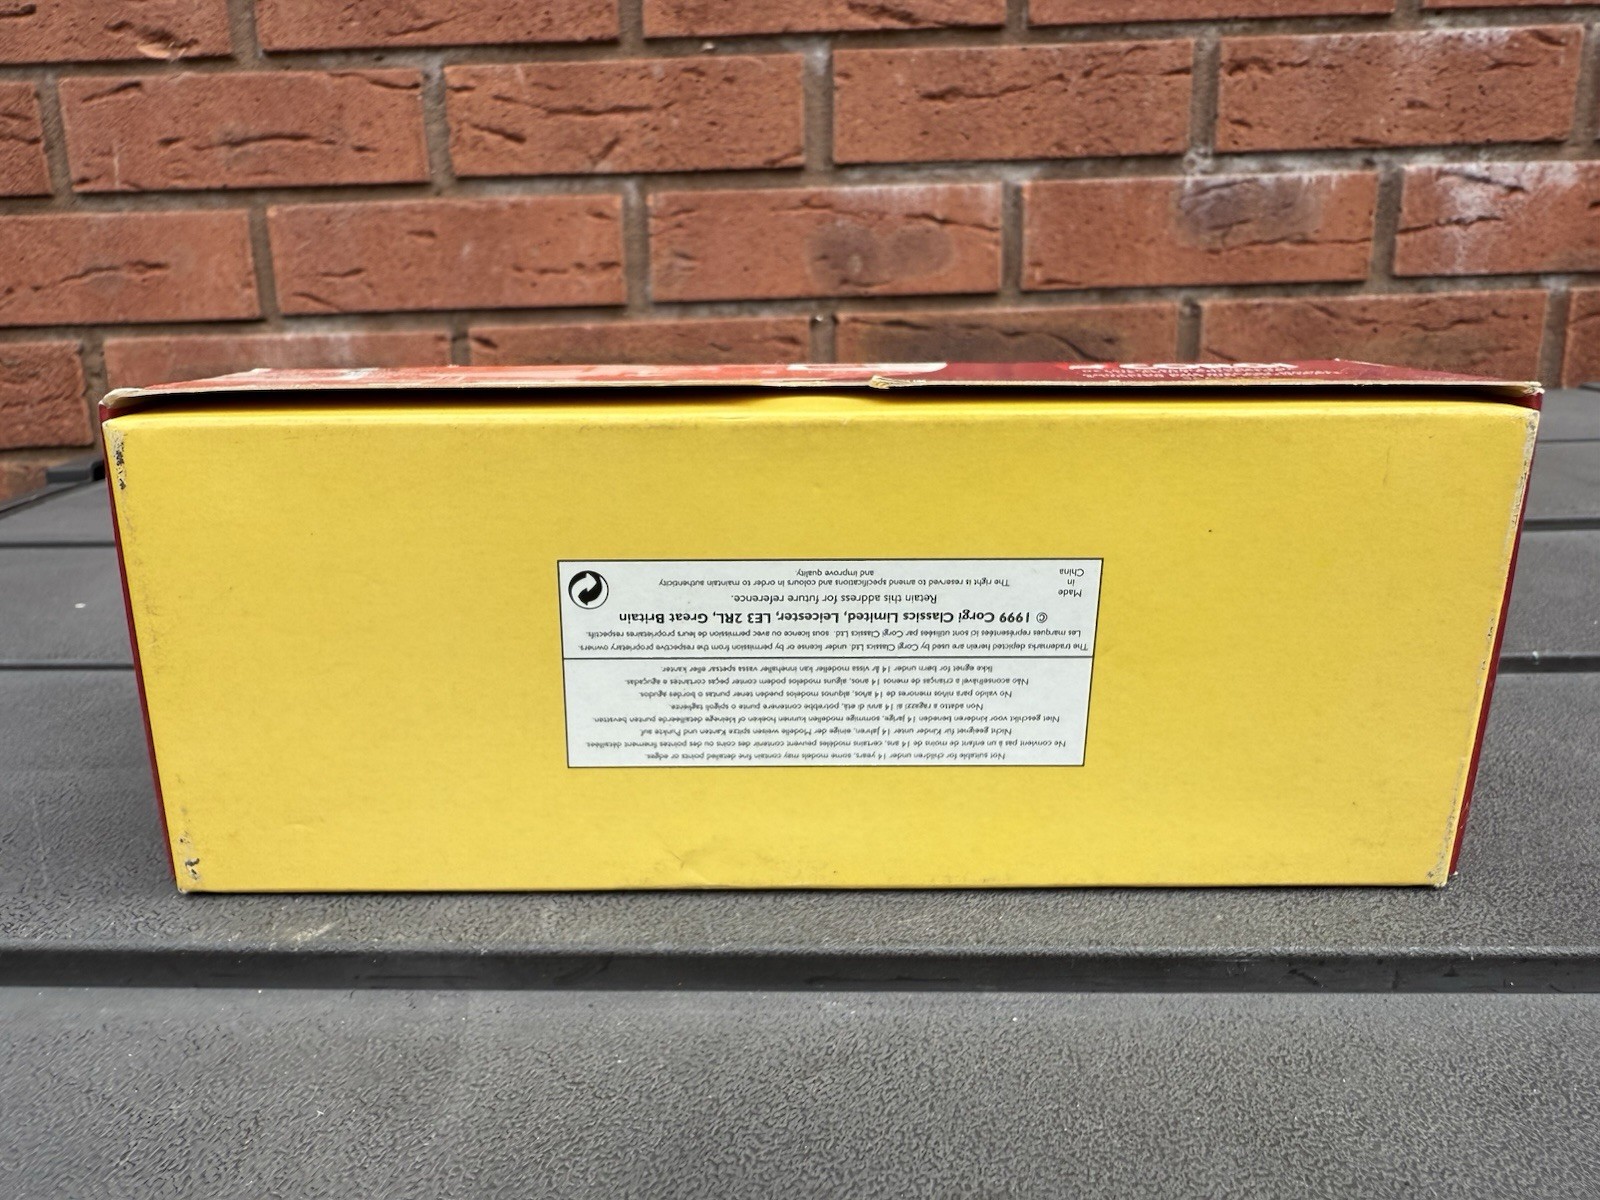 Not suitable for children under 14 years, some models may contain fine detailed points or edges.
Ne convient pas à un enfant de moins de 14 ans, certains modèles peuvent contenir des coins ou des pointes finement détaillées.
Nicht geeignet für Kinder unter 14 Jahren, einige der Modelle weisen spitze Kanten und Punkte auf.
Niet geschikt voor kinderen beneden 14 jarige, sommige modellen kunnen hoeken of kleinege detailleerde punten bevatten.
Non adatto a ragazzi ai 14 anni di età, potrebbe contenere punte o spigoli taglienti.
No valido para niños menores de 14 años, algunos modelos pueden tener puntas o bordes agudos.
Não aconselhável a crianças de menos 14 anos, alguns modelos podem conter peças cortantes e aguçadas.
Ikke egnet for barn under 14 år vissa modeller kan innehaller vassa spetsar eller kanter.
The trademarks depicted herein are used by Corgi Classics Ltd. under license or by permission from the respective proprietary owners.
Les marques représentées ici sont utilisées par Corgi Classics Ltd. sous licence ou avec permission de leurs propriétaires respectifs.
© 1999 Corgi Classics Limited, Leicester, LE3 2RL, Great Britain
Retain this address for future reference.
The right is reserved to amend specifications and colours in order to maintain authenticity
and improve quality.
Made
in
China